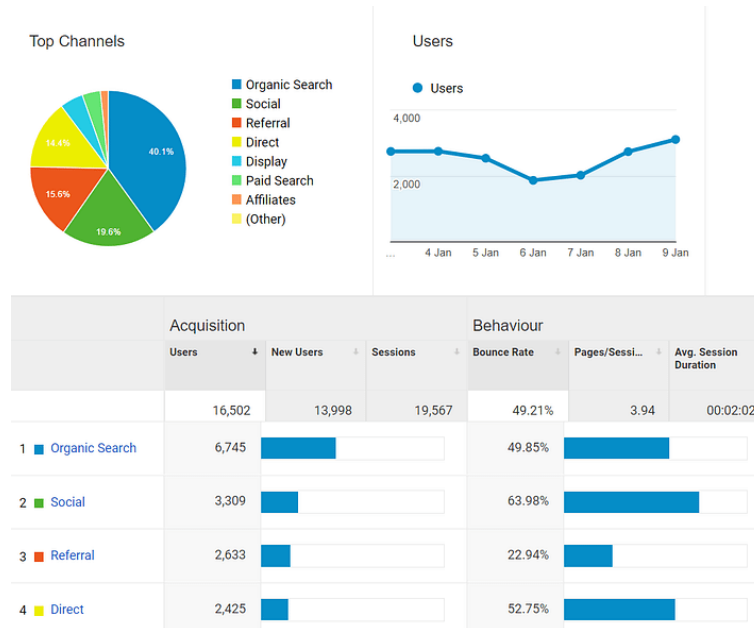 Top Channels
Organic Search
Social
Referral
Direct
Display
Paid Search
Affiliates
(Other)
40.1%
19.6%
15.6%
14.4%
Users
Users
4,000
2,000
... 4 Jan 5 Jan 6 Jan 7 Jan 8 Jan 9 Jan
Acquisition Behaviour
Users New Users Sessions Bounce Rate Pages/Sessi... Avg. Session
Duration
16,502 13,998 19,567 49.21% 3.94 00:02:02
1 Organic Search 6,745 49.85%
2 Social 3,309 63.98%
3 Referral 2,633 22.94%
4 Direct 2,425 52.75%